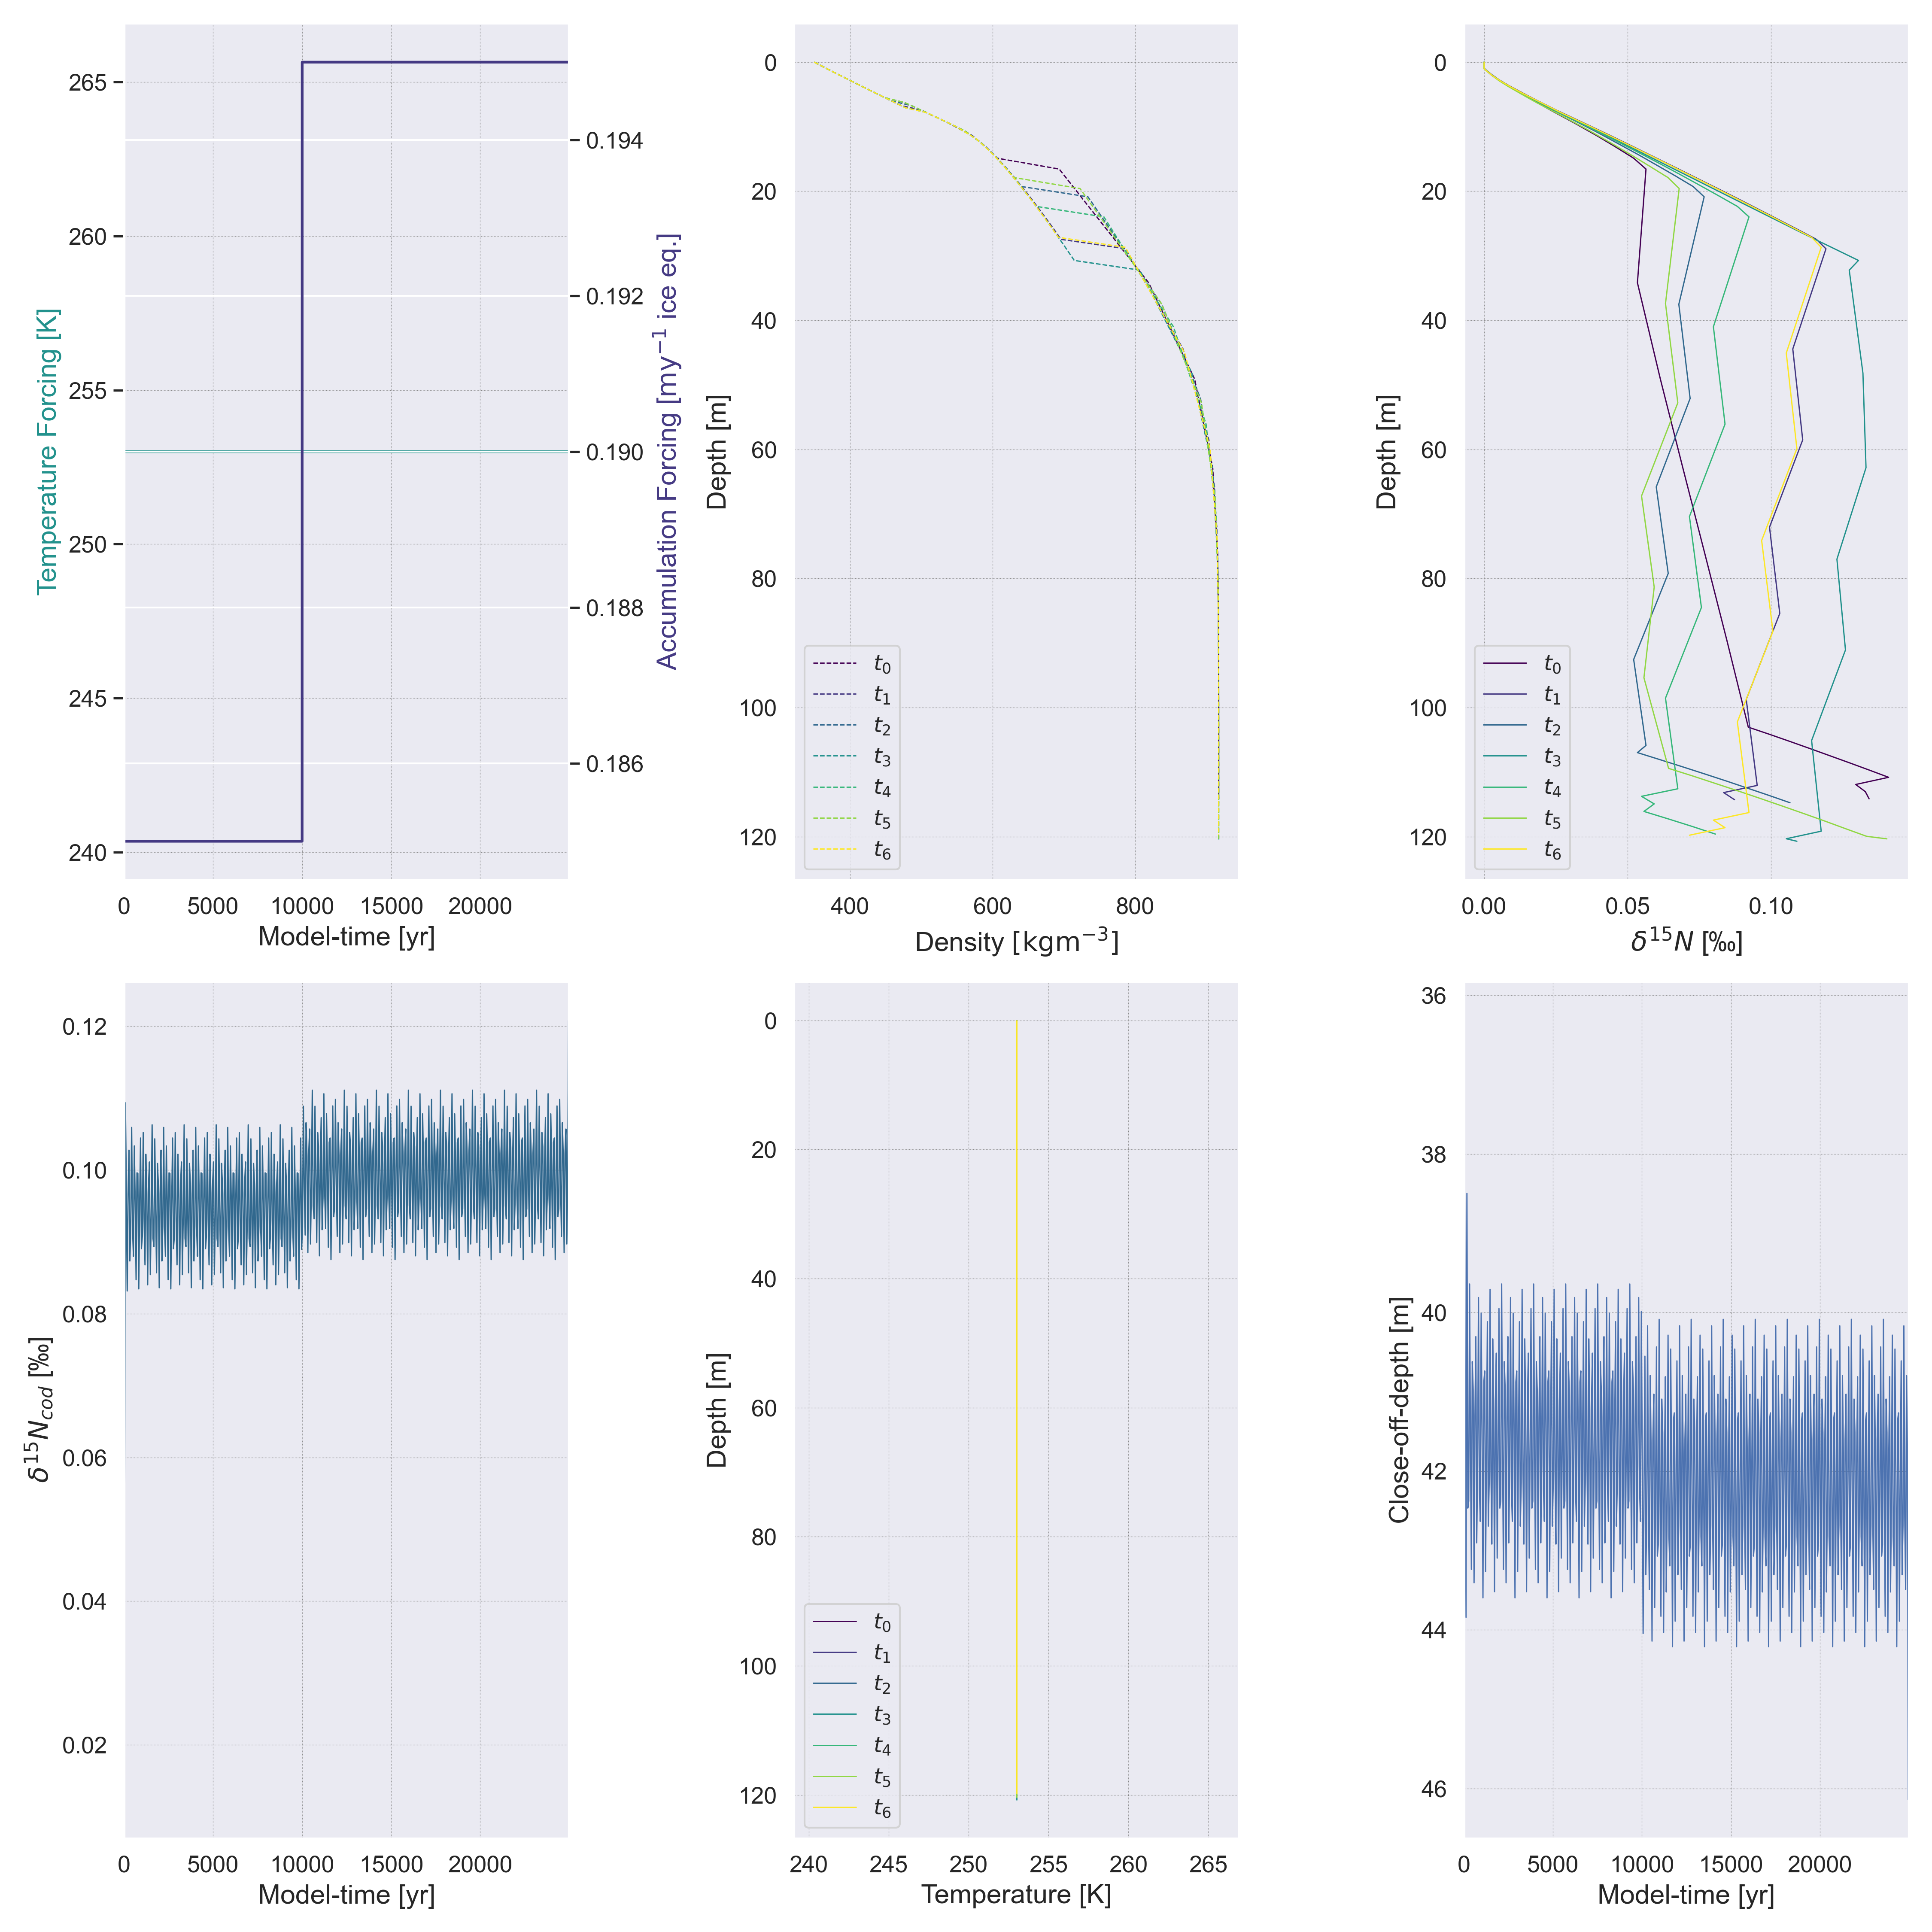 265
260
255
250
245
240
Temperature Forcing [K]
0.194
0.192
0.190
0.188
0.186
Accumulation Forcing [my⁻¹ ice eq.]
0 5000 10000 15000 20000
Model-time [yr]
0
20
40
60
80
100
120
Depth [m]
t₀
t₁
t₂
t₃
t₄
t₅
t₆
400 600 800
Density [kgm⁻³]
0
20
40
60
80
100
120
Depth [m]
t₀
t₁
t₂
t₃
t₄
t₅
t₆
0.00 0.05 0.10
δ¹⁵N [‰]
0.12
0.10
0.08
0.06
0.04
0.02
δ¹⁵N_cod [‰]
0 5000 10000 15000 20000
Model-time [yr]
0
20
40
60
80
100
120
Depth [m]
t₀
t₁
t₂
t₃
t₄
t₅
t₆
240 245 250 255 260 265
Temperature [K]
36
38
40
42
44
46
Close-off-depth [m]
0 5000 10000 15000 20000
Model-time [yr]